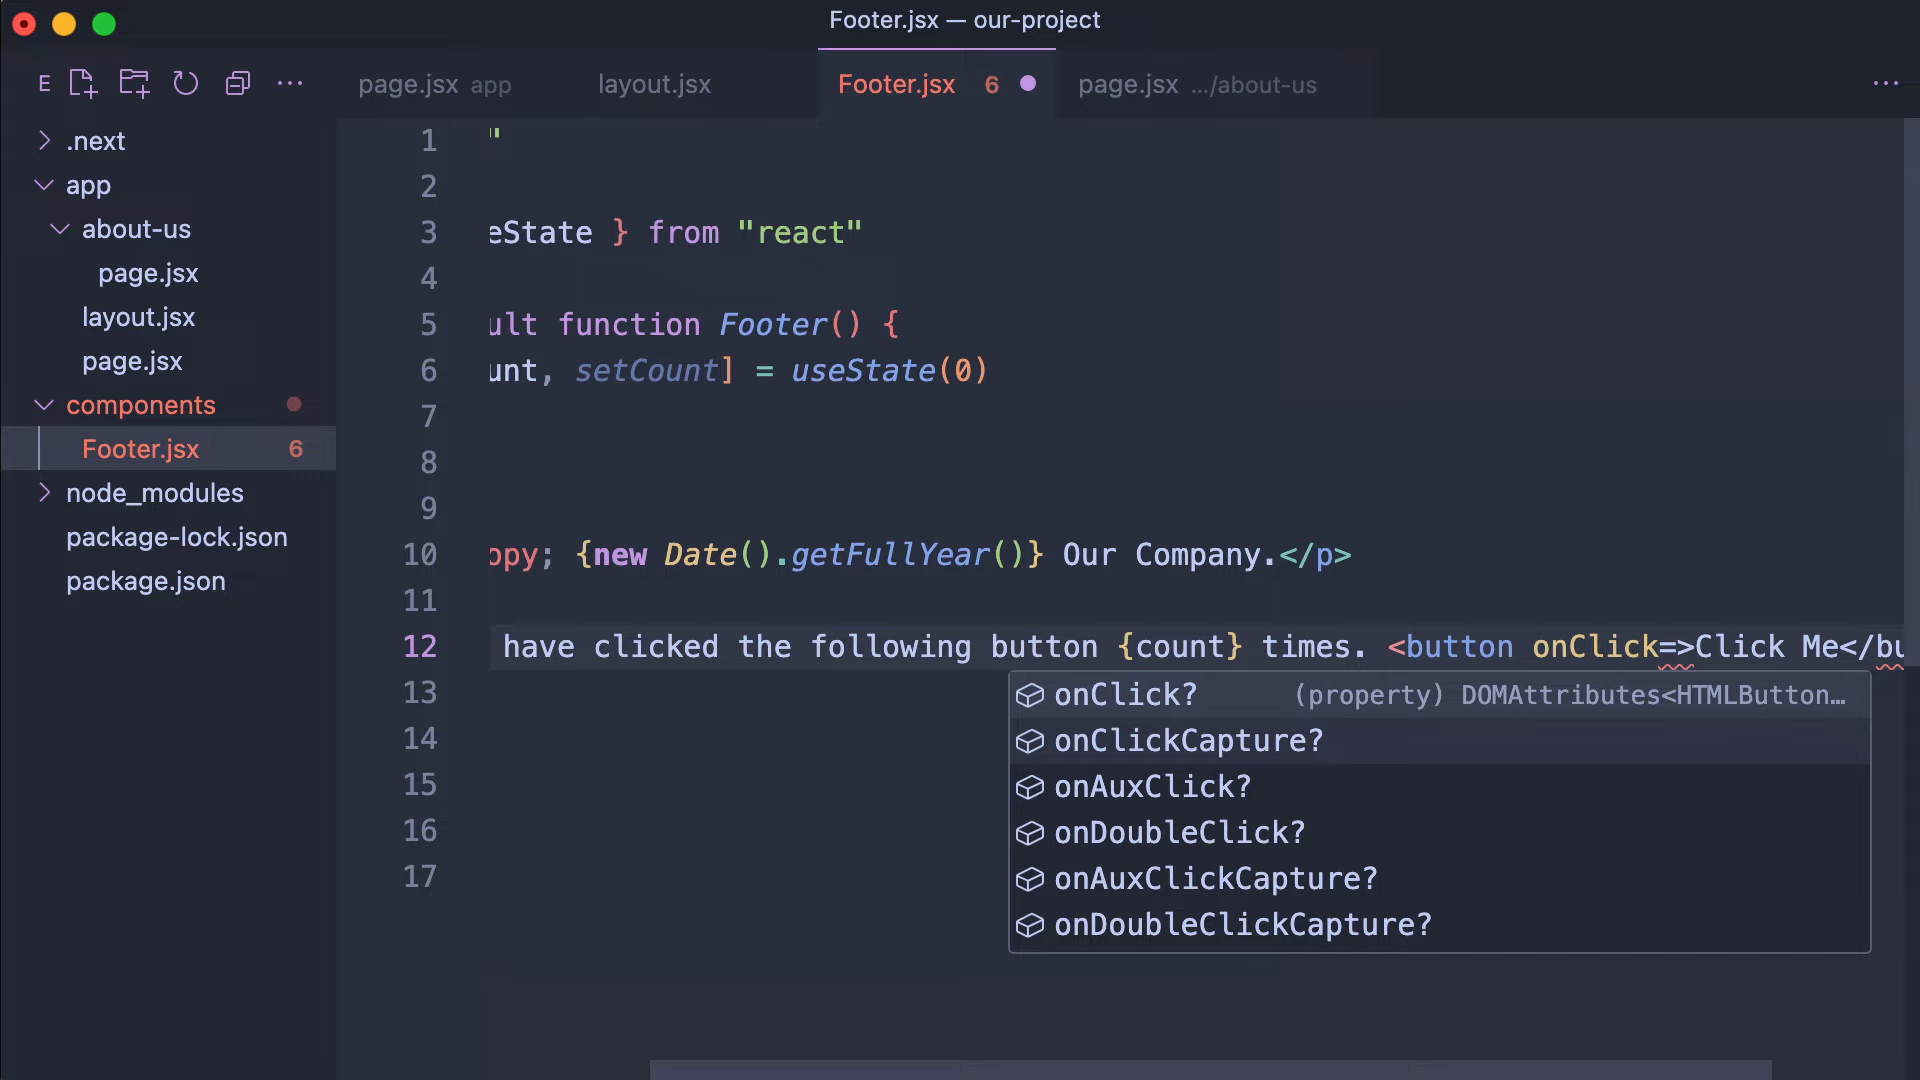 Footer.jsx — our-project
E
page.jsx app
layout.jsx
Footer.jsx 6
page.jsx .../about-us
.next
app
about-us
page.jsx
layout.jsx
page.jsx
components
Footer.jsx 6
node_modules
package-lock.json
package.json
1 "
2
3 eState } from "react"
4
5 ult function Footer() {
6 unt, setCount] = useState(0)
7
8
9
10 opy; {new Date().getFullYear()} Our Company.</p>
11
12 have clicked the following button {count} times. <button onClick=>Click Me</bu
13
14
15
16
17
onClick? (property) DOMAttributes<HTMLButton…
onClickCapture?
onAuxClick?
onDoubleClick?
onAuxClickCapture?
onDoubleClickCapture?